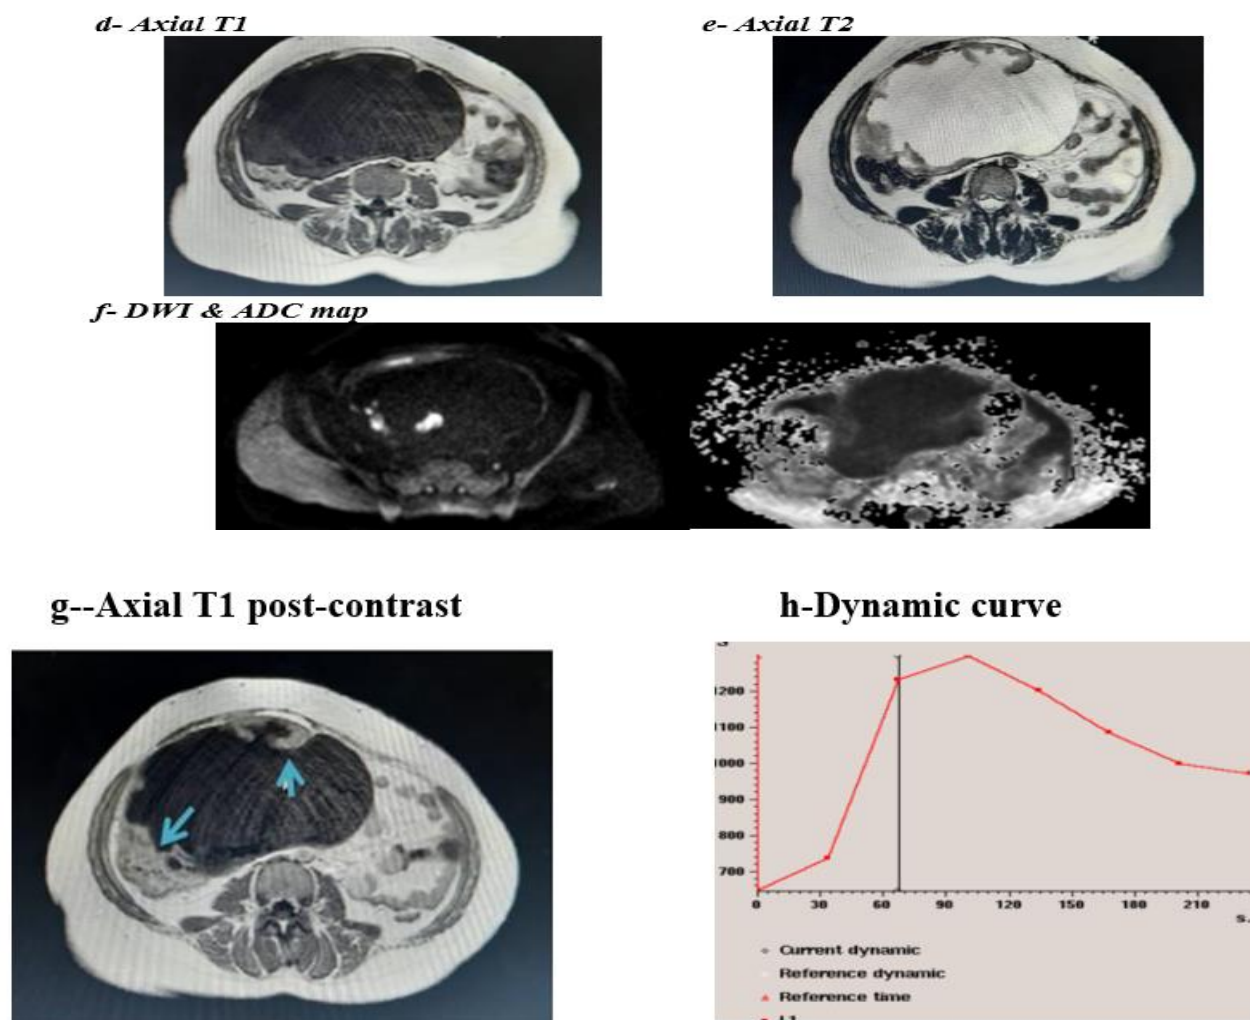 d- Axial T1
e- Axial T2
f- DWI & ADC map
g--Axial T1 post-contrast
h-Dynamic curve
1200
1100
1000
900
800
700
0 30 60 90 120 150 180 210
s.
Current dynamic
Reference dynamic
Reference time